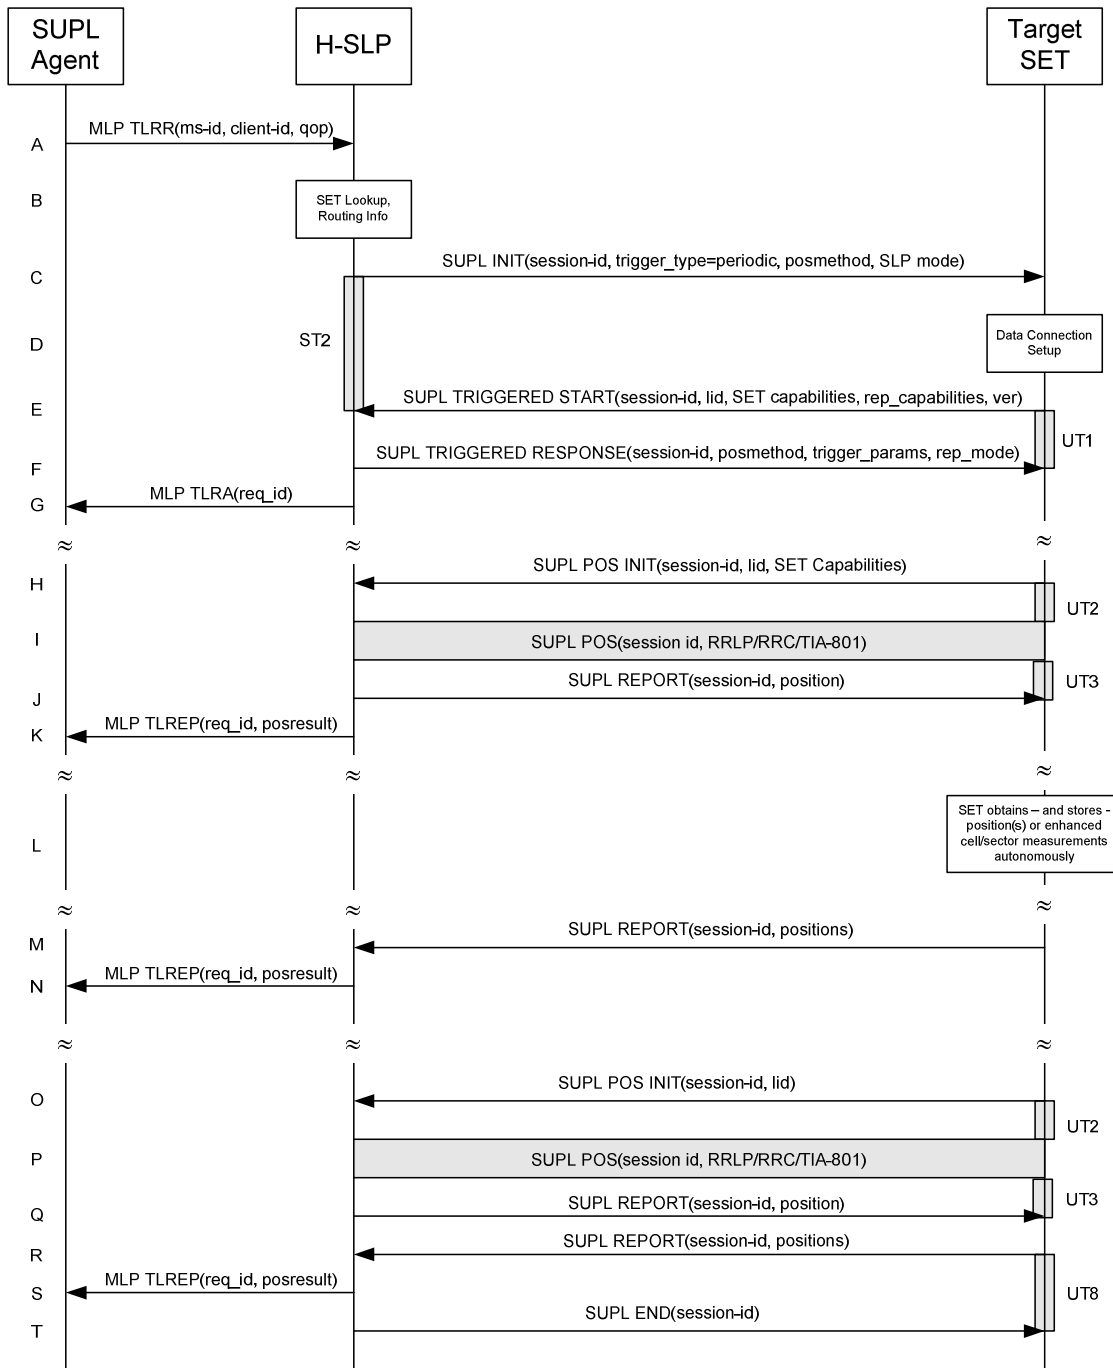 SUPL
Agent
H-SLP
Target
SET
MLP TLRR(ms-id, client-id, qop)
A
B
SET Lookup,
Routing Info
SUPL INIT(session-id, trigger_type=periodic, posmethod, SLP mode)
C
ST2
D
Data Connection
Setup
SUPL TRIGGERED START(session-id, lid, SET capabilities, rep_capabilities, ver)
E
UT1
SUPL TRIGGERED RESPONSE(session-id, posmethod, trigger_params, rep_mode)
F
MLP TLRA(req_id)
G
≈ ≈ ≈
SUPL POS INIT(session-id, lid, SET Capabilities)
H
UT2
I
SUPL POS(session id, RRLP/RRC/TIA-801)
SUPL REPORT(session-id, position)
UT3
J
MLP TLREP(req_id, posresult)
K
≈ ≈ ≈
SET obtains – and stores -
position(s) or enhanced
cell/sector measurements
autonomously
L
≈ ≈ ≈
SUPL REPORT(session-id, positions)
M
MLP TLREP(req_id, posresult)
N
≈ ≈ ≈
SUPL POS INIT(session-id, lid)
O
UT2
P
SUPL POS(session id, RRLP/RRC/TIA-801)
SUPL REPORT(session-id, position)
UT3
Q
SUPL REPORT(session-id, positions)
R
MLP TLREP(req_id, posresult)
S
UT8
SUPL END(session-id)
T